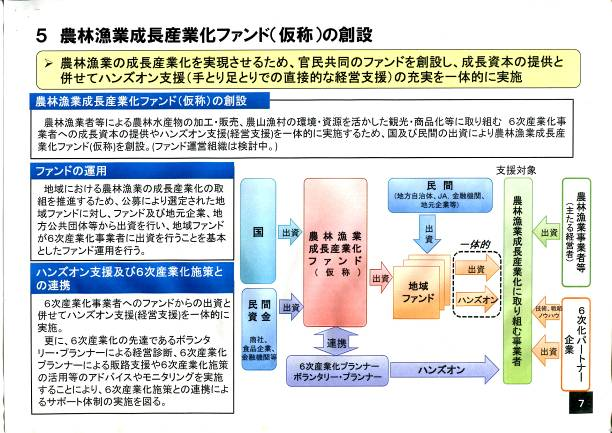 5 農林漁業成長産業化ファンド(仮称)の創設
➢ 農林漁業の成長産業化を実現させるため、官民共同のファンドを創設し、成長資本の提供と
併せてハンズオン支援(手とり足とりでの直接的な経営支援)の充実を一体的に実施
農林漁業成長産業化ファンド(仮称)の創設
農林漁業者等による農林水産物の加工・販売、農山漁村の環境・資源を活かした観光・商品化等に取り組む 6次産業化事
業者への成長資本の提供やハンズオン支援(経営支援)を一体的に実施するため、国及び民間の出資により農林漁業成長産
業化ファンド(仮称)を創設。(ファンド運営組織は検討中。)
ファンドの運用
地域における農林漁業の成長産業化の取
組を推進するため、公募により選定された地
域ファンドに対し、ファンド及び地元企業、地
方公共団体等から出資を行い、地域ファンド
が6次産業化事業者に出資を行うことを基本
としたファンド運用を行う。
ハンズオン支援及び6次産業化施策と
の連携
6次産業化事業者へのファンドからの出資と
併せてハンズオン支援(経営支援)を一体的に
実施。
更に、6次産業化の先達であるボランタ
リー・プランナーによる経営診断、6次産業化
プランナーによる販路支援や6次産業化施策
の活用等のアドバイスやモニタリングを実施
することにより、6次産業化施策との連携によ
るサポート体制の実施を図る。
国
出資
民間
資金
商社、
食品企業、
金融機関等
出資
農林漁業
成長産業化
ファンド
(仮称)
出資
連携
6次産業化プランナー
ボランタリー・プランナー
ハンズオン
民間
(地方自治体、JA、金融機関、
地元企業等)
出資
地域
ファンド
一体的
出資
ハンズオン
支援対象
農林漁業成長産業化に取り組む事業者
出資
農林漁業事業者等
(主たる経営者)
技術、戦略
ノウハウ
出資
6次化パートナー
企業
7